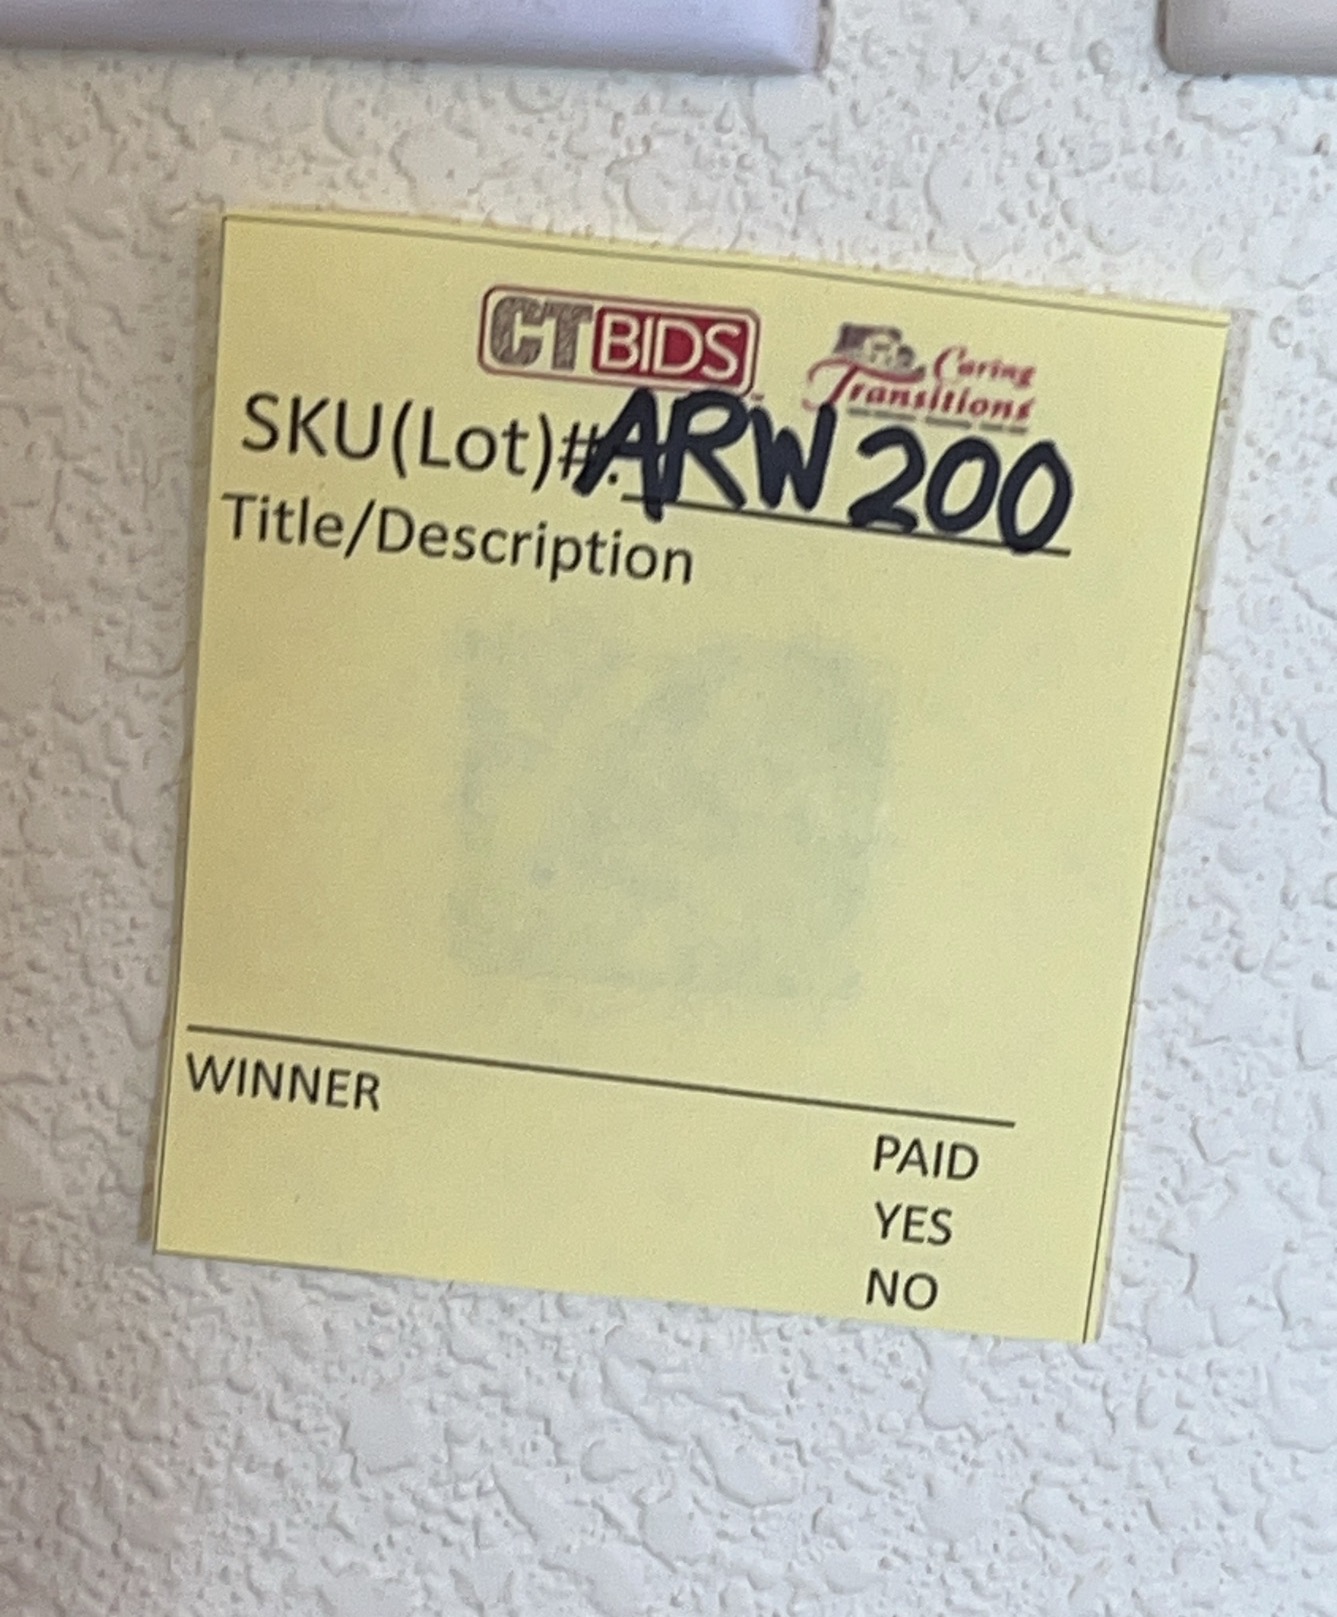 CTBIDS
Caring
Transitions
SKU(Lot)#: ARW200
Title/Description
WINNER
PAID
YES
NO